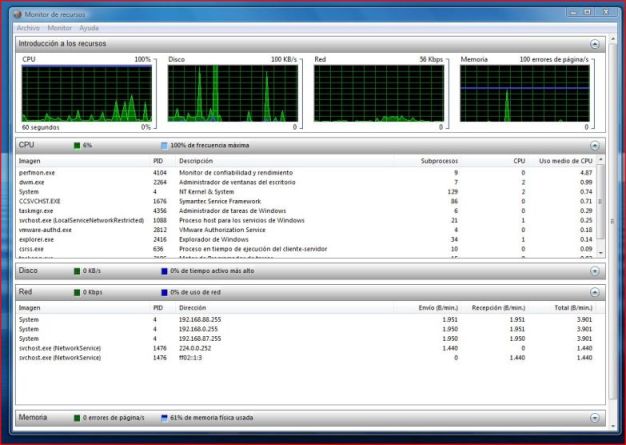 Monitor de recursos
Archivo Monitor Ayuda
Introducción a los recursos
CPU 100% Disco 100 KB/s Red 56 Kbps Memoria 100 errores de página/s
60 segundos 0% 0 0 0
CPU 6% 100% de frecuencia máxima
Imagen PID Descripción Subprocesos CPU Uso medio de CPU
perfmon.exe 4104 Monitor de confiabilidad y rendimiento 9 0 4.87
dwm.exe 2264 Administrador de ventanas del escritorio 7 2 0.99
System 4 NT Kernel & System 129 2 0.74
CCSVCHST.EXE 1676 Symantec Service Framework 86 0 0.71
taskmgr.exe 4356 Administrador de tareas de Windows 6 0 0.29
svchost.exe (LocalServiceNetworkRestricted) 1088 Proceso host para los servicios de Windows 21 1 0.25
vmware-authd.exe 2812 VMware Authorization Service 4 0 0.18
explorer.exe 2416 Explorador de Windows 34 1 0.14
csrss.exe 636 Proceso en tiempo de ejecución del cliente-servidor 10 0 0.09
Disco 0 KB/s 0% de tiempo activo más alto
Red 0 Kbps 0% de uso de red
Imagen PID Dirección Envío (B/min.) Recepción (B/min.) Total (B/min.)
System 4 192.168.88.255 1.951 1.951 3.901
System 4 192.168.68.255 1.950 1.951 3.901
System 4 192.168.87.255 1.950 1.950 3.901
svchost.exe (NetworkService) 1476 224.0.0.252 1.440 0 1.440
svchost.exe (NetworkService) 1476 ff02::1:3 0 1.440 1.440
Memoria 0 errores de página/s 61% de memoria física usada